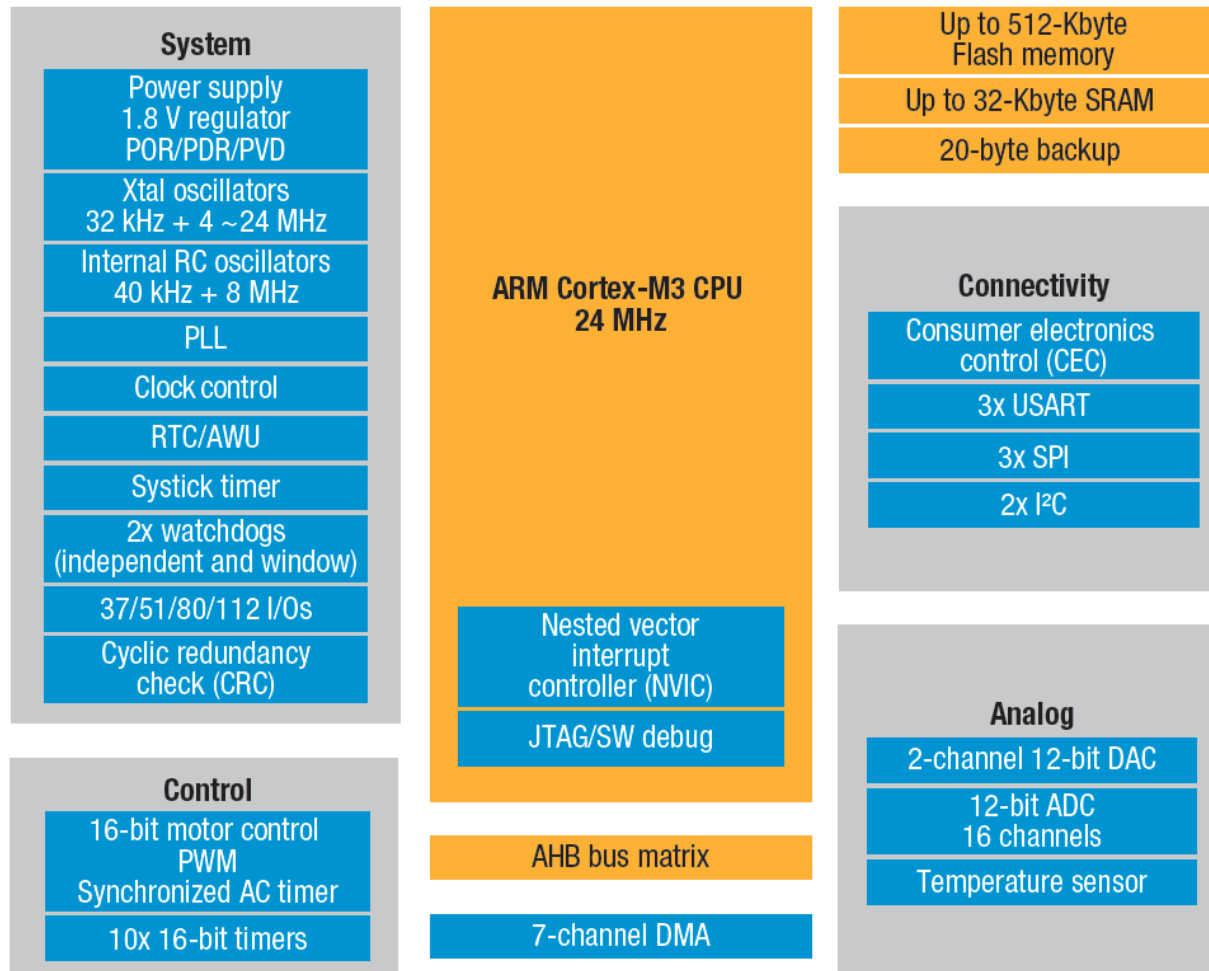 System
Power supply
1.8 V regulator
POR/PDR/PVD
Xtal oscillators
32 kHz + 4 ~24 MHz
Internal RC oscillators
40 kHz + 8 MHz
PLL
Clock control
RTC/AWU
Systick timer
2x watchdogs
(independent and window)
37/51/80/112 I/Os
Cyclic redundancy
check (CRC)
Control
16-bit motor control
PWM
Synchronized AC timer
10x 16-bit timers
ARM Cortex-M3 CPU
24 MHz
Nested vector
interrupt
controller (NVIC)
JTAG/SW debug
AHB bus matrix
7-channel DMA
Up to 512-Kbyte
Flash memory
Up to 32-Kbyte SRAM
20-byte backup
Connectivity
Consumer electronics
control (CEC)
3x USART
3x SPI
2x I²C
Analog
2-channel 12-bit DAC
12-bit ADC
16 channels
Temperature sensor